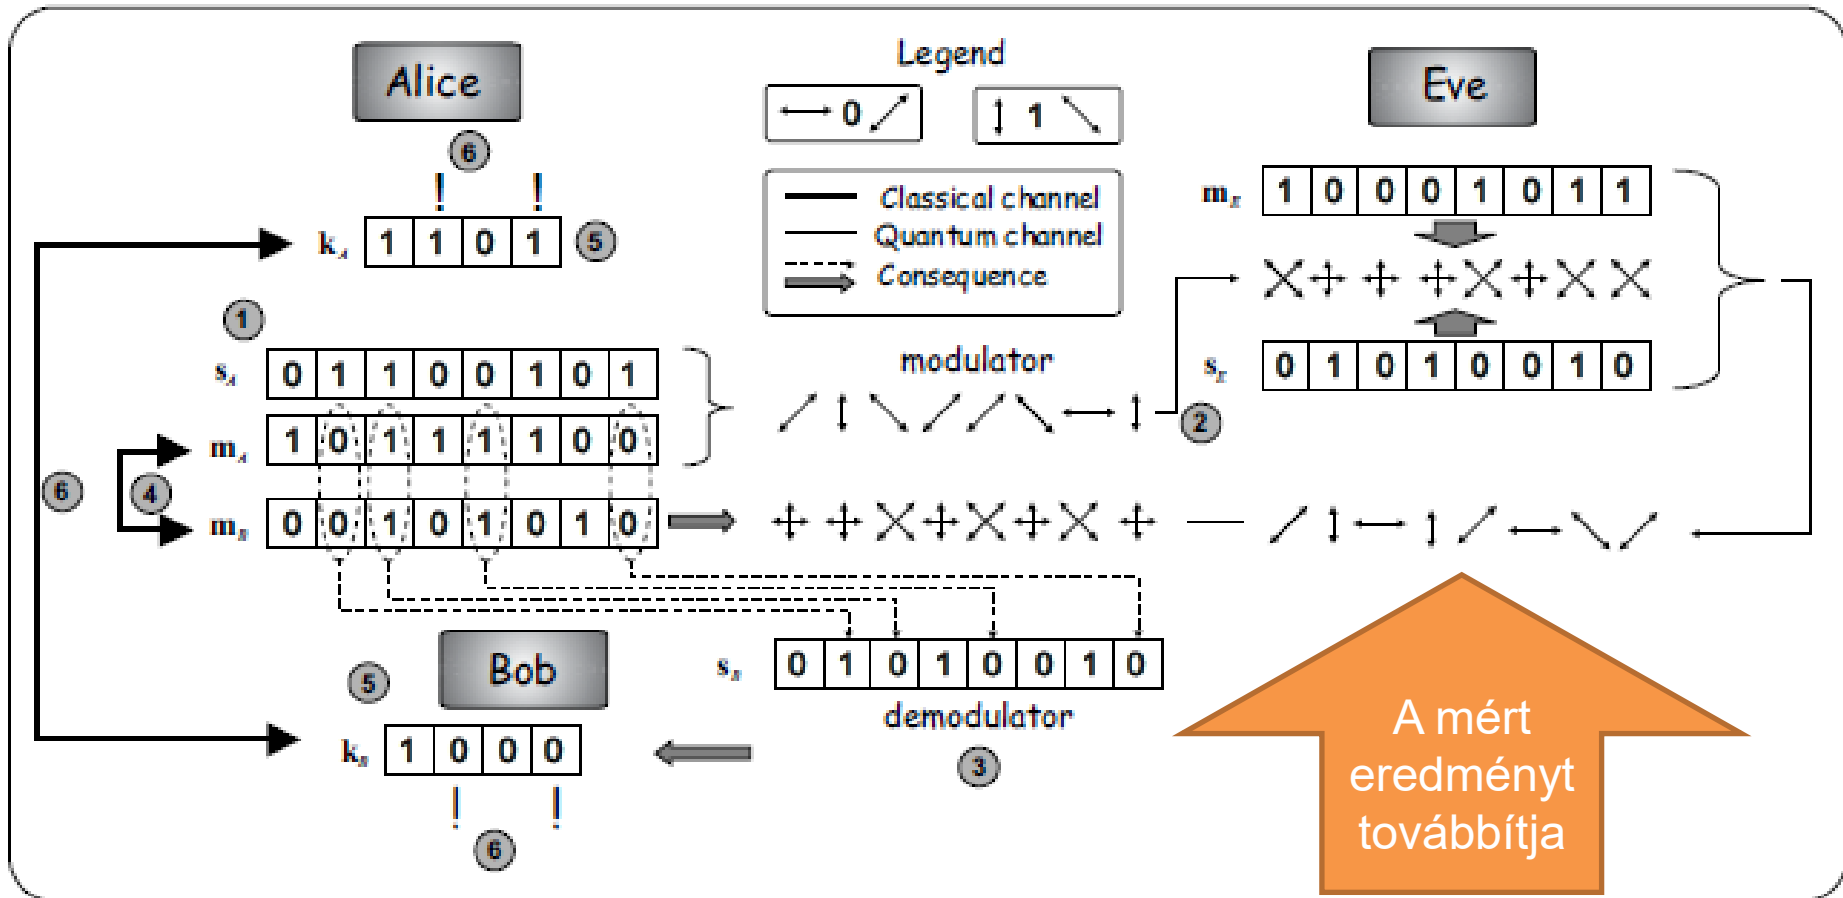 Alice
Legend
Eve
0
1
6
! !
k_A 1 1 0 1 5
Classical channel
Quantum channel
Consequence
m_E 1 0 0 0 1 0 1 1
1
s_A 0 1 1 0 0 1 0 1
modulator
s_E 0 1 0 1 0 0 1 0
2
m_A 1 0 1 1 1 1 0 0
6
4
m_B 0 0 1 0 1 0 1 0
Bob
5
s_B 0 1 0 1 0 0 1 0
demodulator
3
k_B 1 0 0 0
! !
6
A mért
eredményt
továbbítja